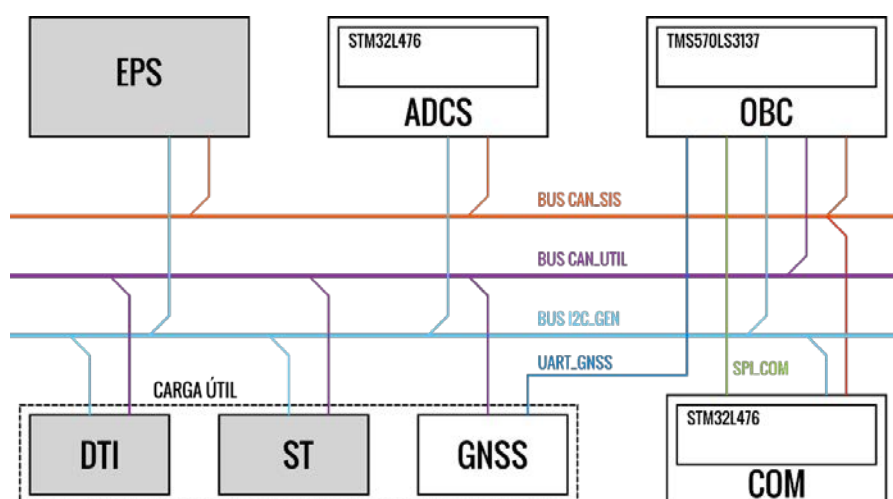 STM32L476
TMS570LS3137
EPS
ADCS
OBC
BUS CAN_SIS
BUS CAN_UTIL
BUS I2C_GEN
UART_GNSS
SPI_COM
CARGA ÚTIL
STM32L476
DTI
ST
GNSS
COM